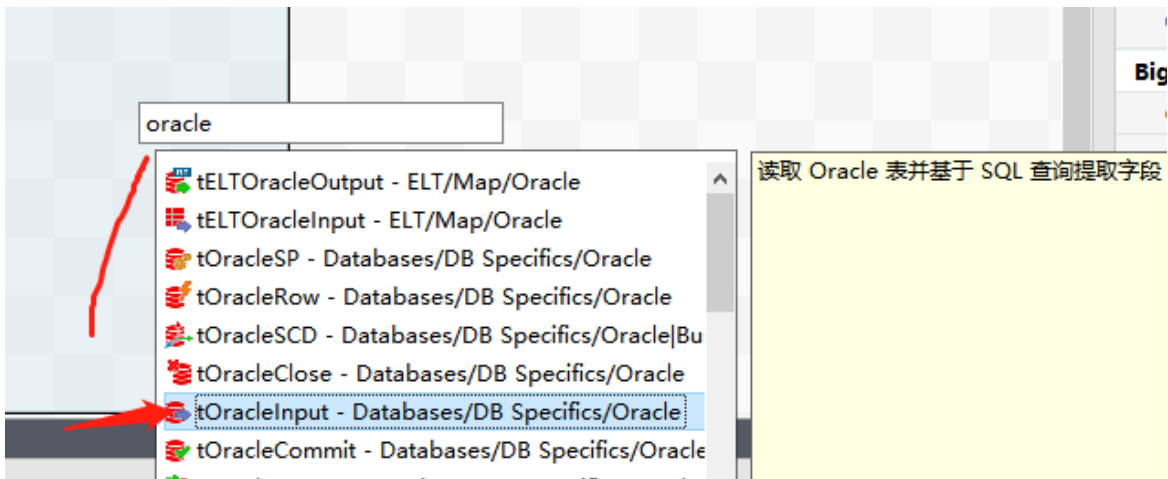 Big
oracle
tELTOracleOutput - ELT/Map/Oracle
读取 Oracle 表并基于 SQL 查询提取字段
tELTOracleInput - ELT/Map/Oracle
tOracleSP - Databases/DB Specifics/Oracle
tOracleRow - Databases/DB Specifics/Oracle
tOracleSCD - Databases/DB Specifics/Oracle|Bu
tOracleClose - Databases/DB Specifics/Oracle
tOracleInput - Databases/DB Specifics/Oracle
tOracleCommit - Databases/DB Specifics/Oracle